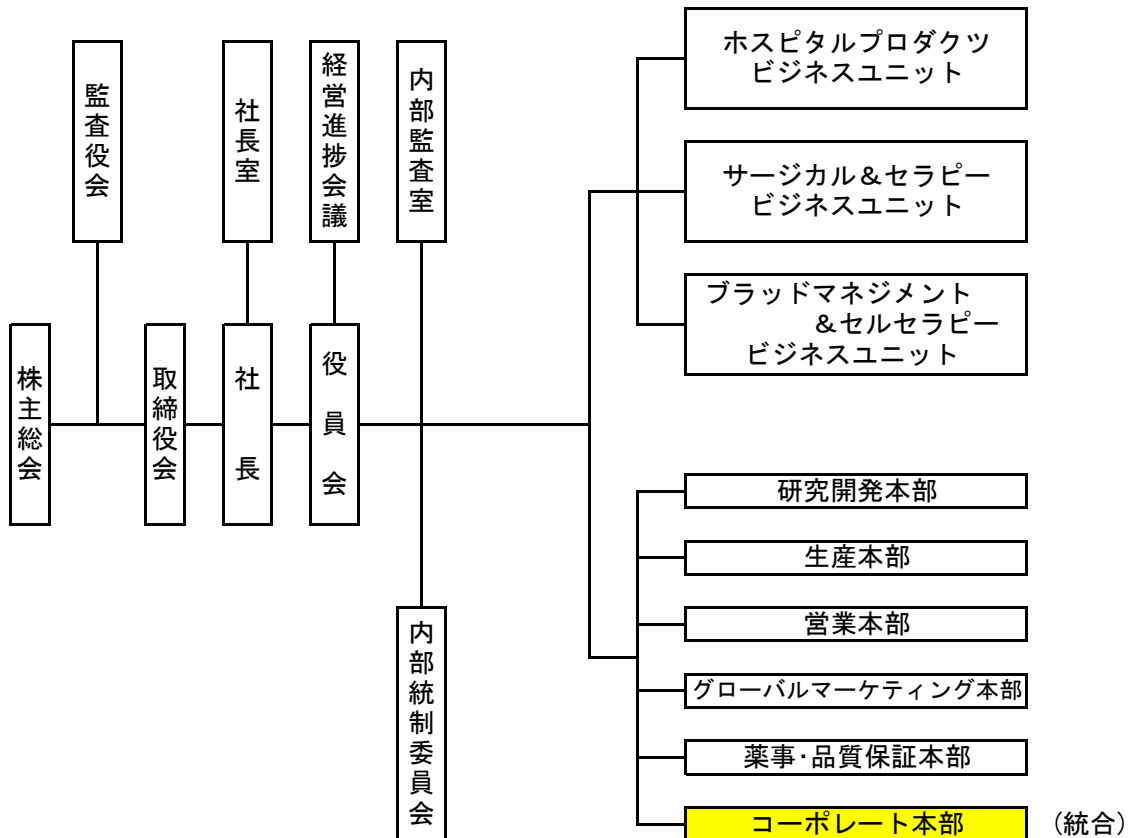 監査役会
社長室
経営進捗会議
内部監査室
株主総会
取締役会
社長
役員会
内部統制委員会
ホスピタルプロダクツ
ビジネスユニット
サージカル＆セラピー
ビジネスユニット
ブラッドマネジメント
＆セルセラピー
ビジネスユニット
研究開発本部
生産本部
営業本部
グローバルマーケティング本部
薬事・品質保証本部
コーポレート本部 （統合）